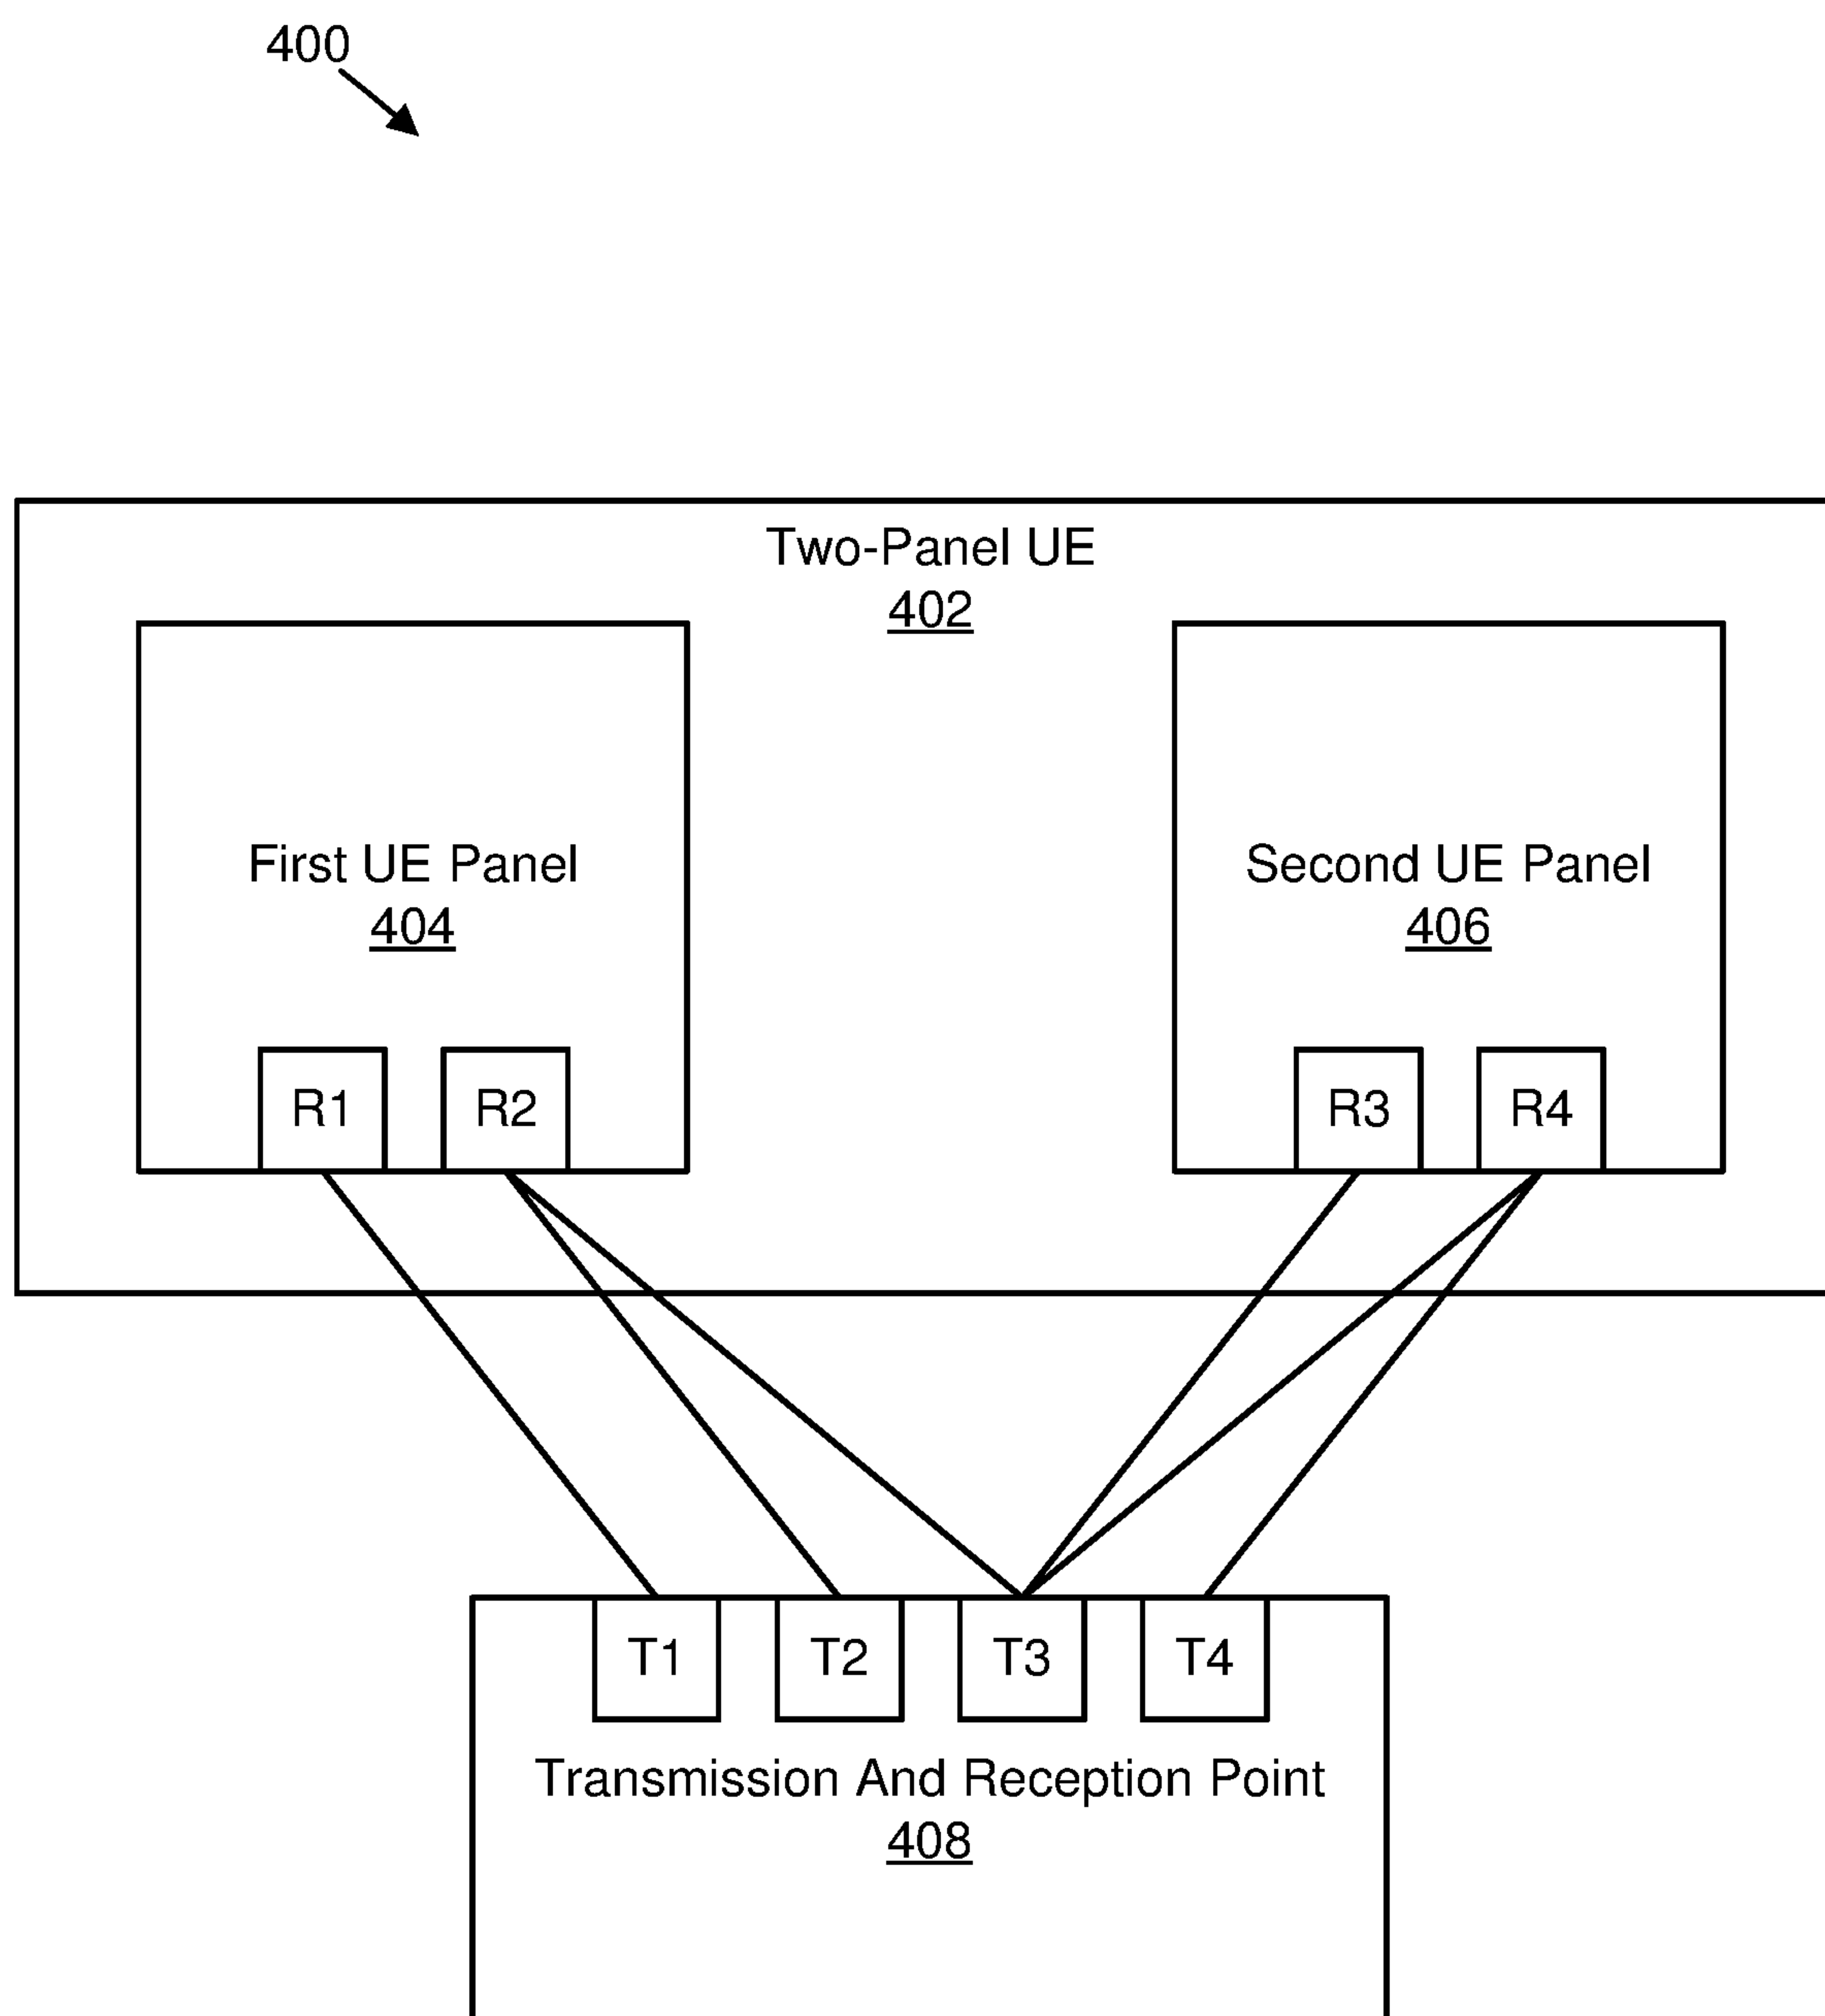 400
Two-Panel UE
402
First UE Panel
404
Second UE Panel
406
R1
R2
R3
R4
T1
T2
T3
T4
Transmission And Reception Point
408